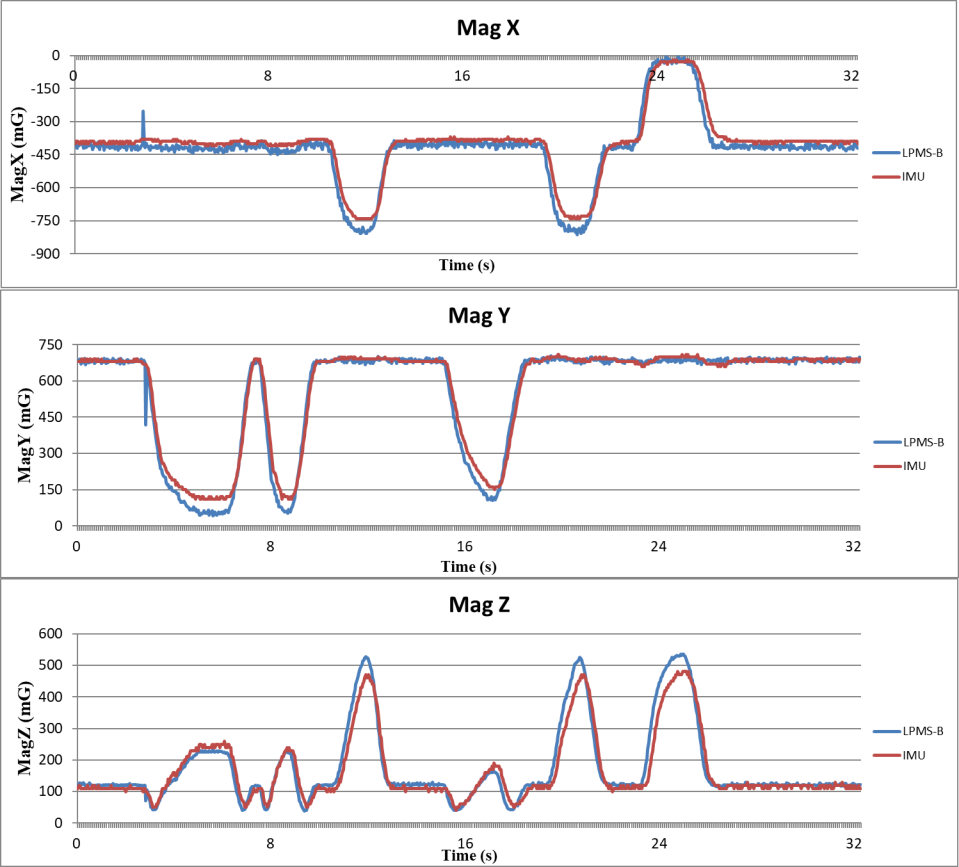 Mag X
0
-150
-300
-450
-600
-750
-900
MagX (mG)
0 8 16 24 32
Time (s)
LPMS-B
IMU
Mag Y
750
600
450
300
150
0
MagY (mG)
0 8 16 24 32
Time (s)
LPMS-B
IMU
Mag Z
600
500
400
300
200
100
0
MagZ (mG)
0 8 16 24 32
Time (s)
LPMS-B
IMU